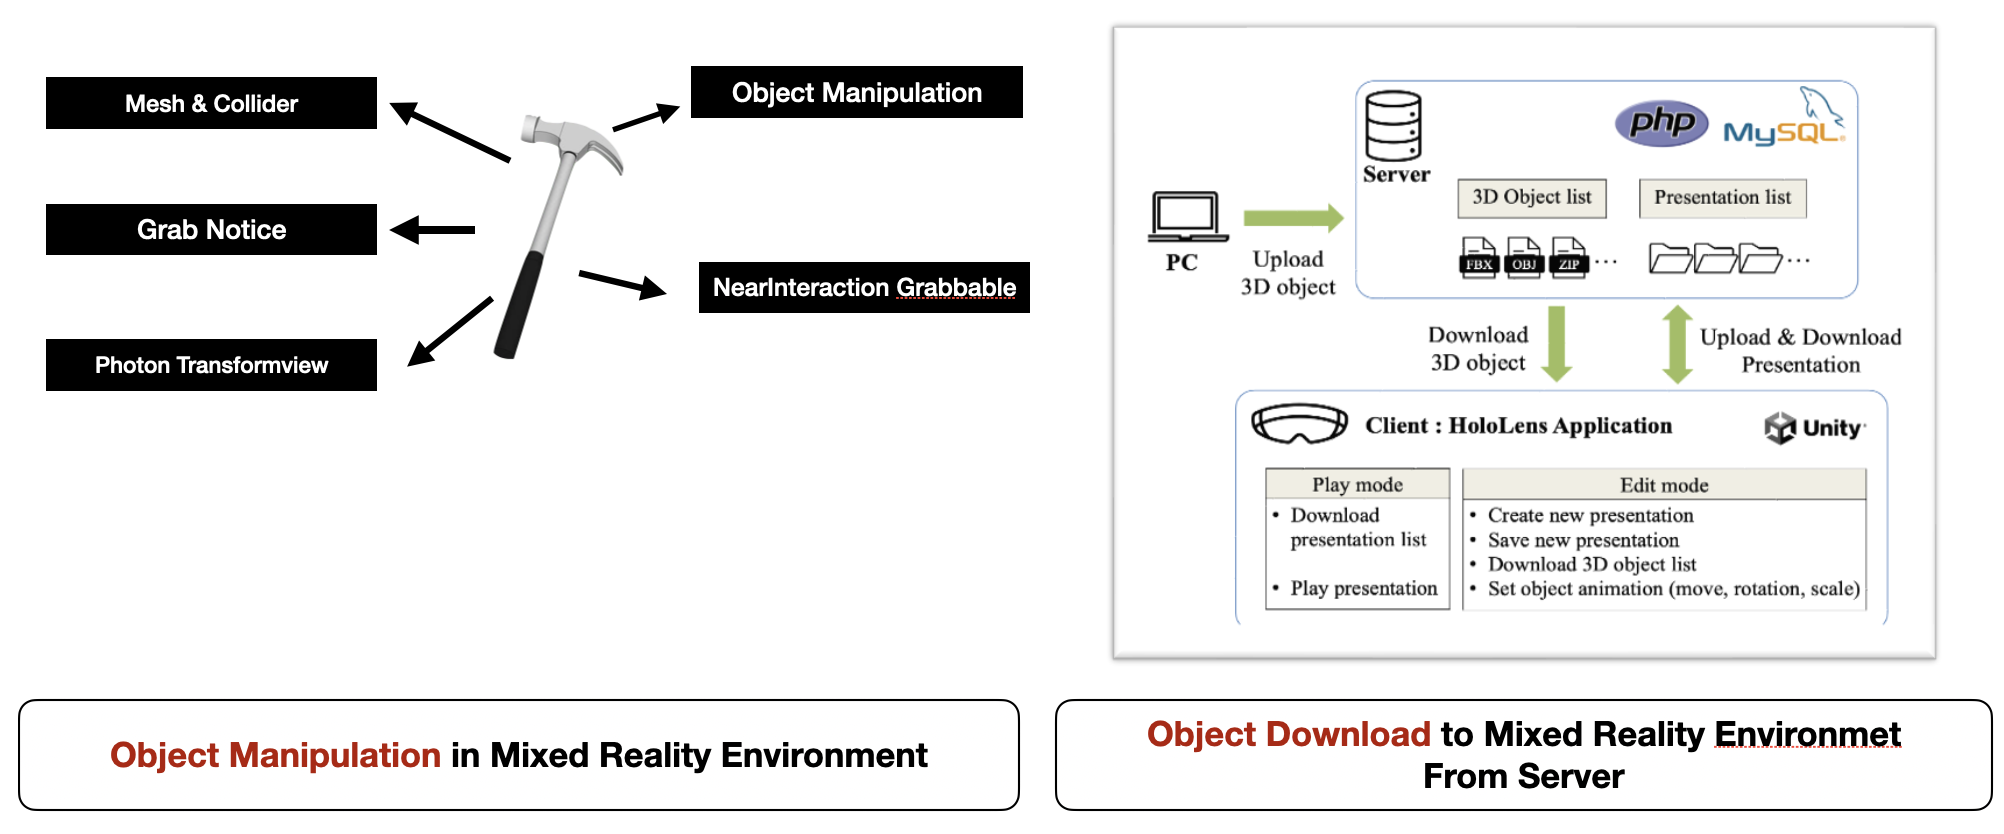 Mesh & Collider
Object Manipulation
Grab Notice
NearInteraction Grabbable
Photon Transformview
Object Manipulation in Mixed Reality Environment
Server
php
MySQL
3D Object list
Presentation list
FBX
OBJ
ZIP
...
...
PC
Upload
3D object
Download
3D object
Upload & Download
Presentation
Client : HoloLens Application
Unity
Play mode
• Download
presentation list
• Play presentation
Edit mode
• Create new presentation
• Save new presentation
• Download 3D object list
• Set object animation (move, rotation, scale)
Object Download to Mixed Reality Environmet
From Server